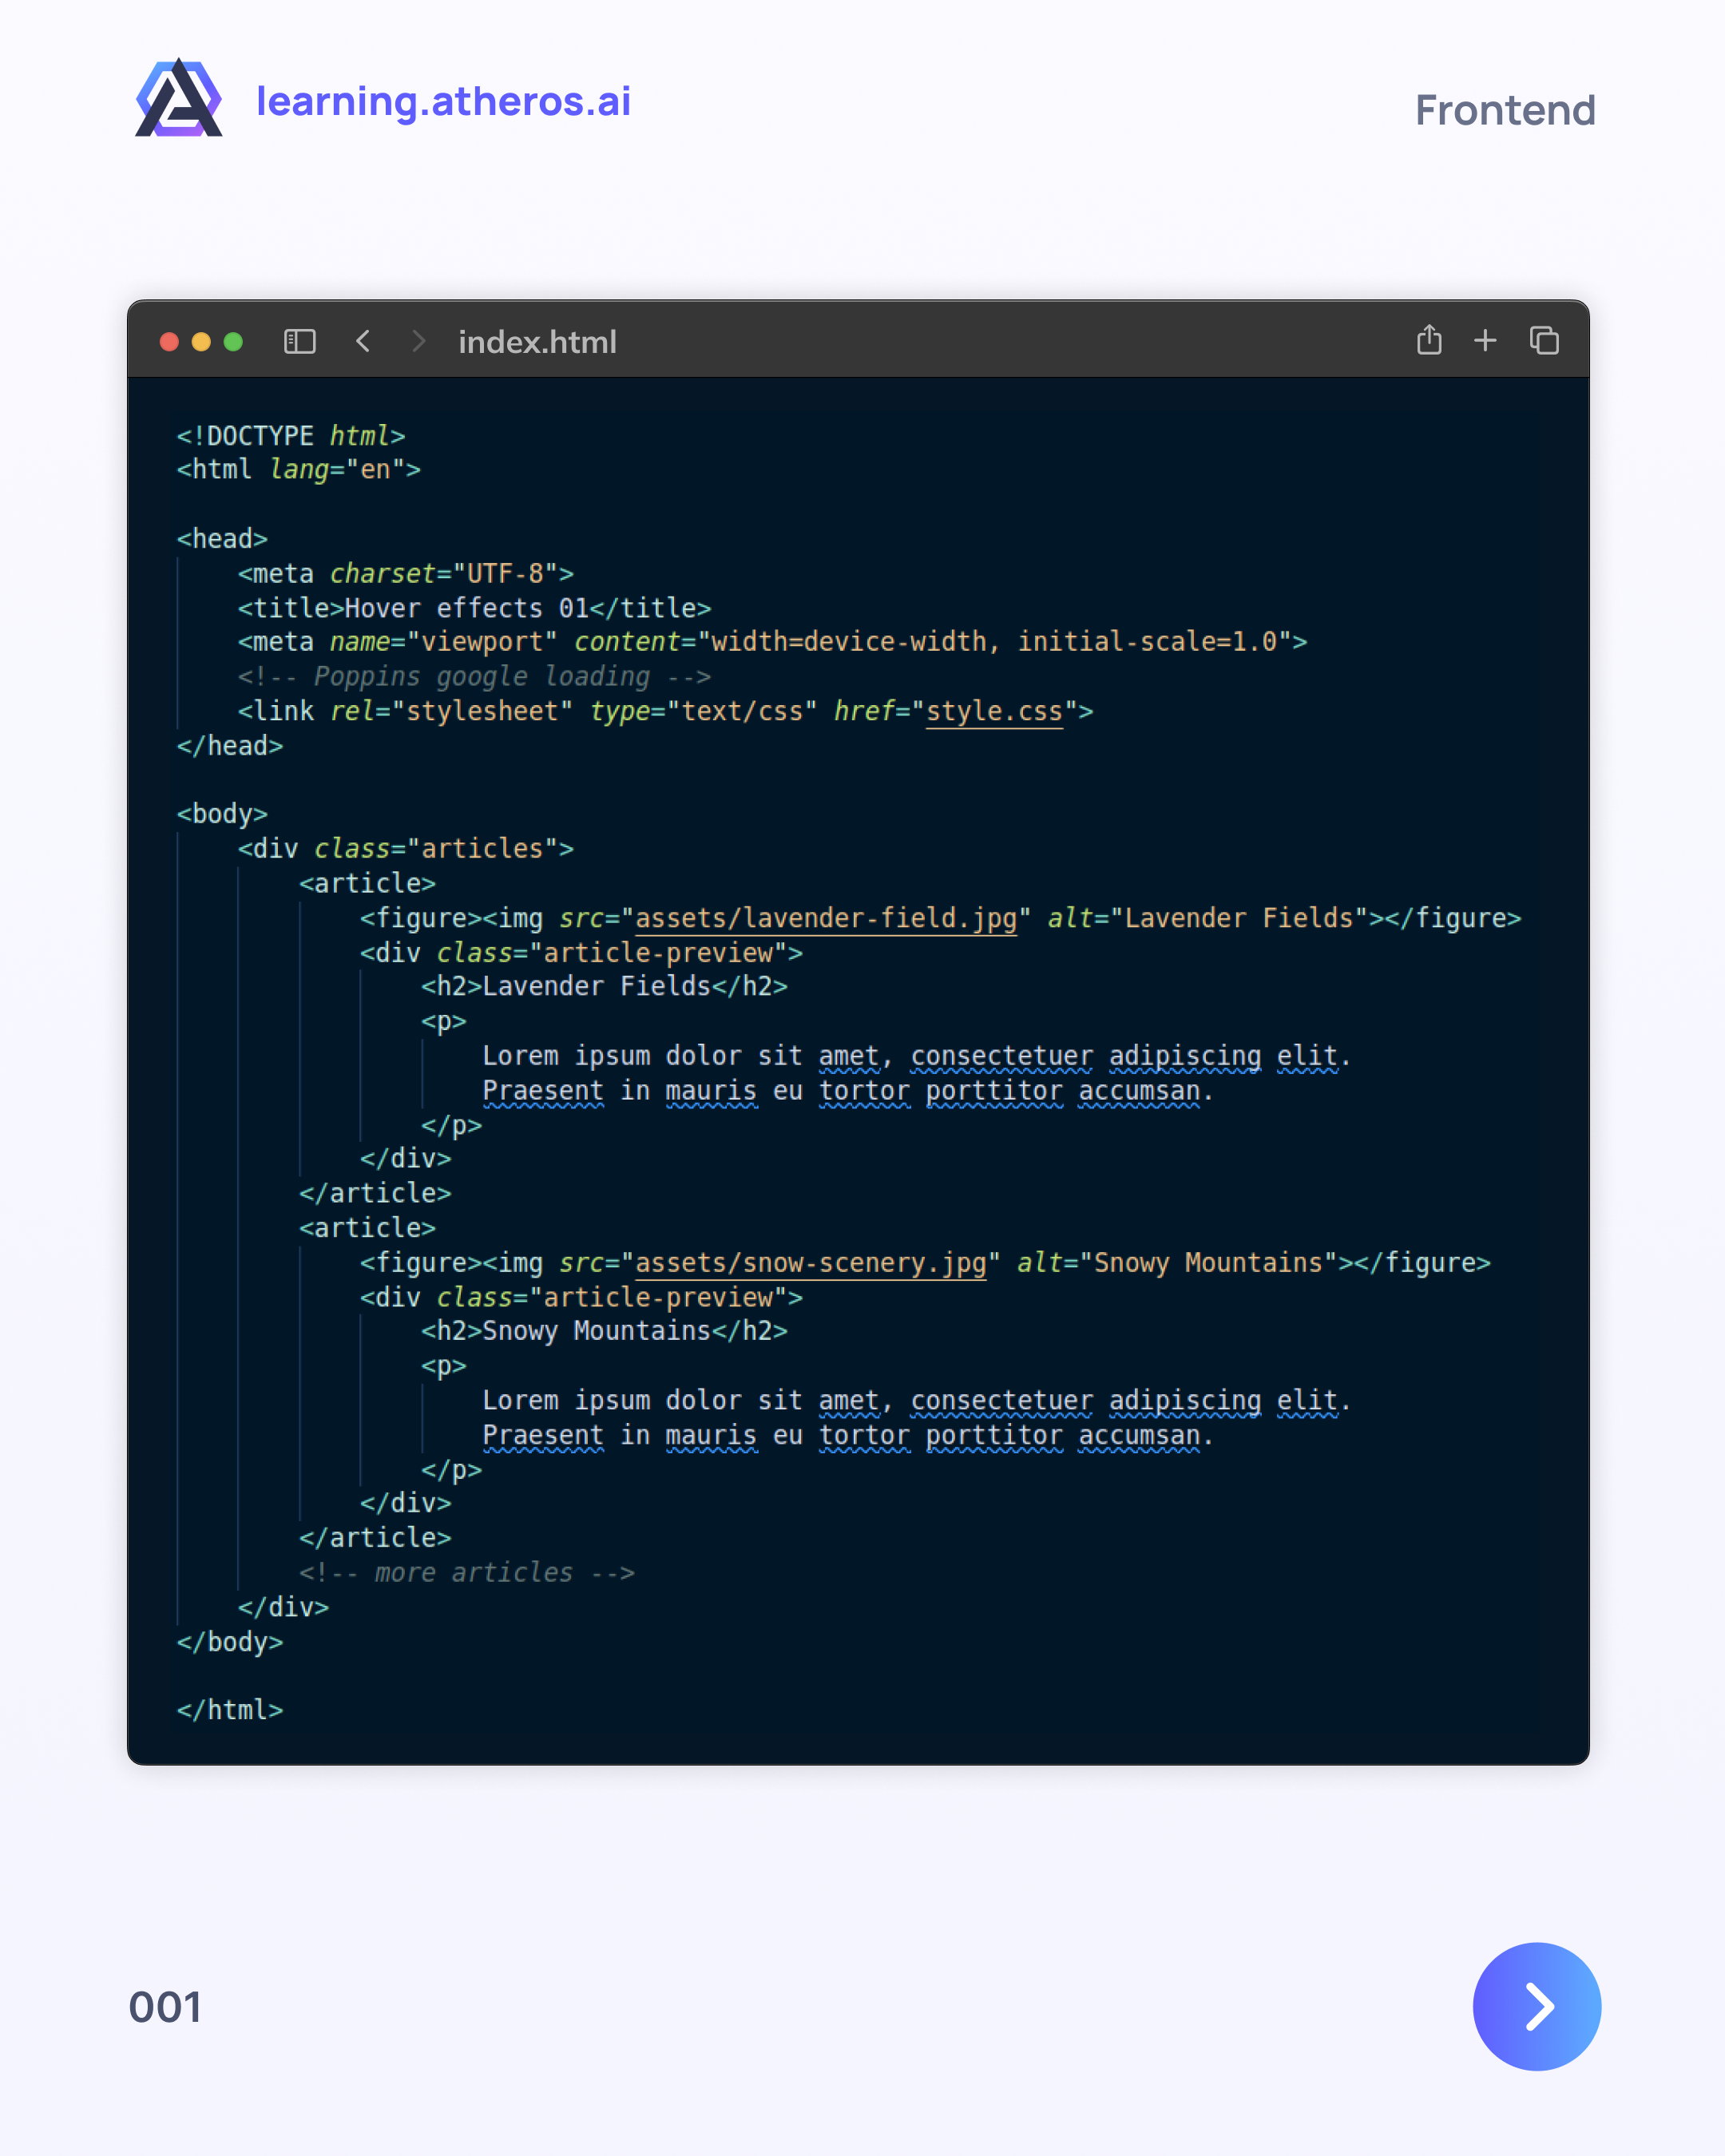 learning.atheros.ai
Frontend
index.html
<!DOCTYPE html>
<html lang="en">
<head>
    <meta charset="UTF-8">
    <title>Hover effects 01</title>
    <meta name="viewport" content="width=device-width, initial-scale=1.0">
    <!-- Poppins google loading -->
    <link rel="stylesheet" type="text/css" href="style.css">
</head>
<body>
    <div class="articles">
        <article>
            <figure><img src="assets/lavender-field.jpg" alt="Lavender Fields"></figure>
            <div class="article-preview">
                <h2>Lavender Fields</h2>
                <p>
                    Lorem ipsum dolor sit amet, consectetuer adipiscing elit.
                    Praesent in mauris eu tortor porttitor accumsan.
                </p>
            </div>
        </article>
        <article>
            <figure><img src="assets/snow-scenery.jpg" alt="Snowy Mountains"></figure>
            <div class="article-preview">
                <h2>Snowy Mountains</h2>
                <p>
                    Lorem ipsum dolor sit amet, consectetuer adipiscing elit.
                    Praesent in mauris eu tortor porttitor accumsan.
                </p>
            </div>
        </article>
        <!-- more articles -->
    </div>
</body>
</html>
001